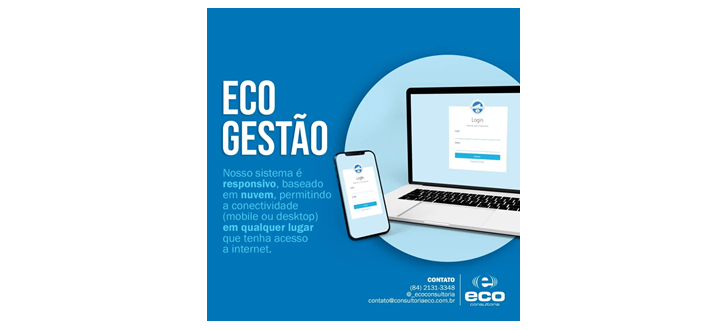 ECO
GESTÃO
Nosso sistema é
responsivo, baseado
em nuvem, permitindo
a conectividade
(mobile ou desktop)
em qualquer lugar
que tenha acesso
a internet.
Login
Login
CONTATO
(84) 2131-3348
@_ecoconsultoria
contato@consultoriaeco.com.br
eco
consultoria